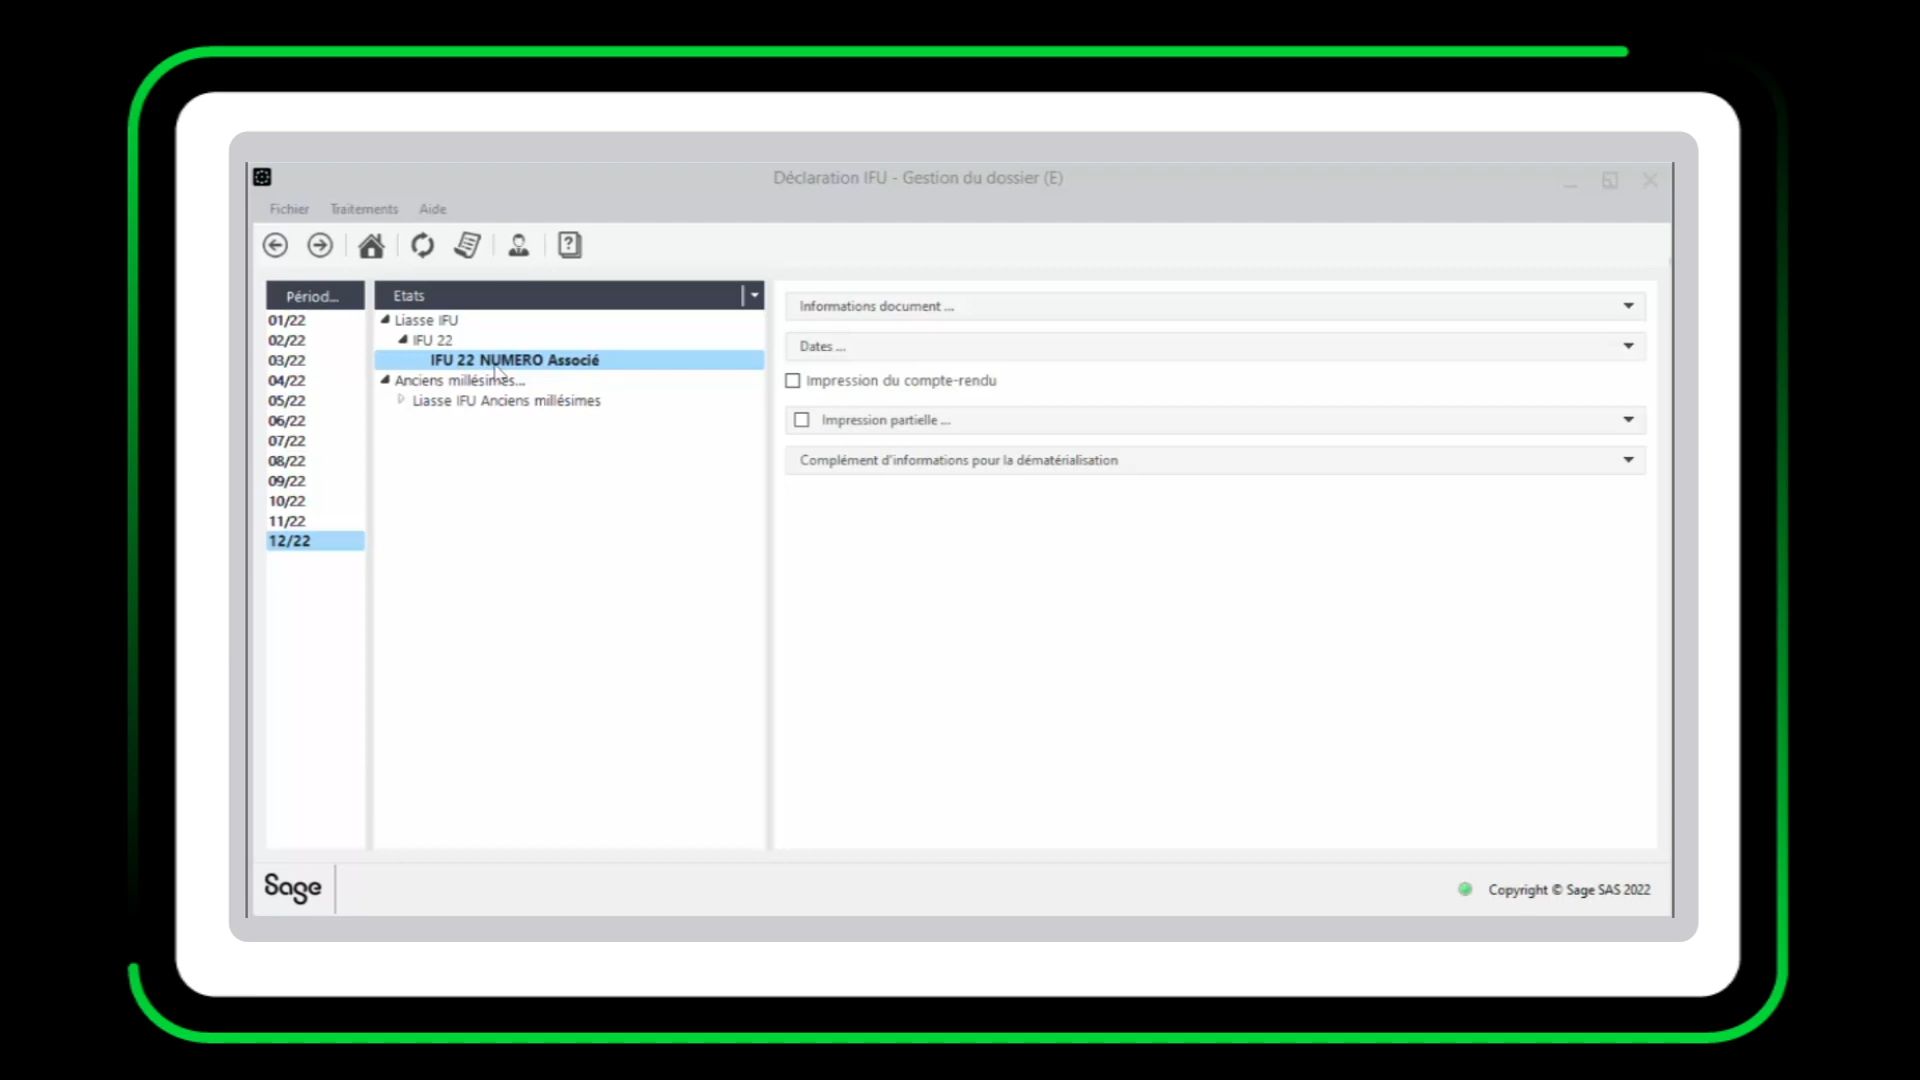 Déclaration IFU - Gestion du dossier (E)
Fichier Traitements Aide
Périod...
01/22
02/22
03/22
04/22
05/22
06/22
07/22
08/22
09/22
10/22
11/22
12/22
Etats
Liasse IFU
IFU 22
IFU 22 NUMERO Associé
Anciens millésimes...
Liasse IFU Anciens millésimes
Informations document ...
Dates ...
Impression du compte-rendu
Impression partielle ...
Complément d'informations pour la dématérialisation
Sage
Copyright © Sage SAS 2022